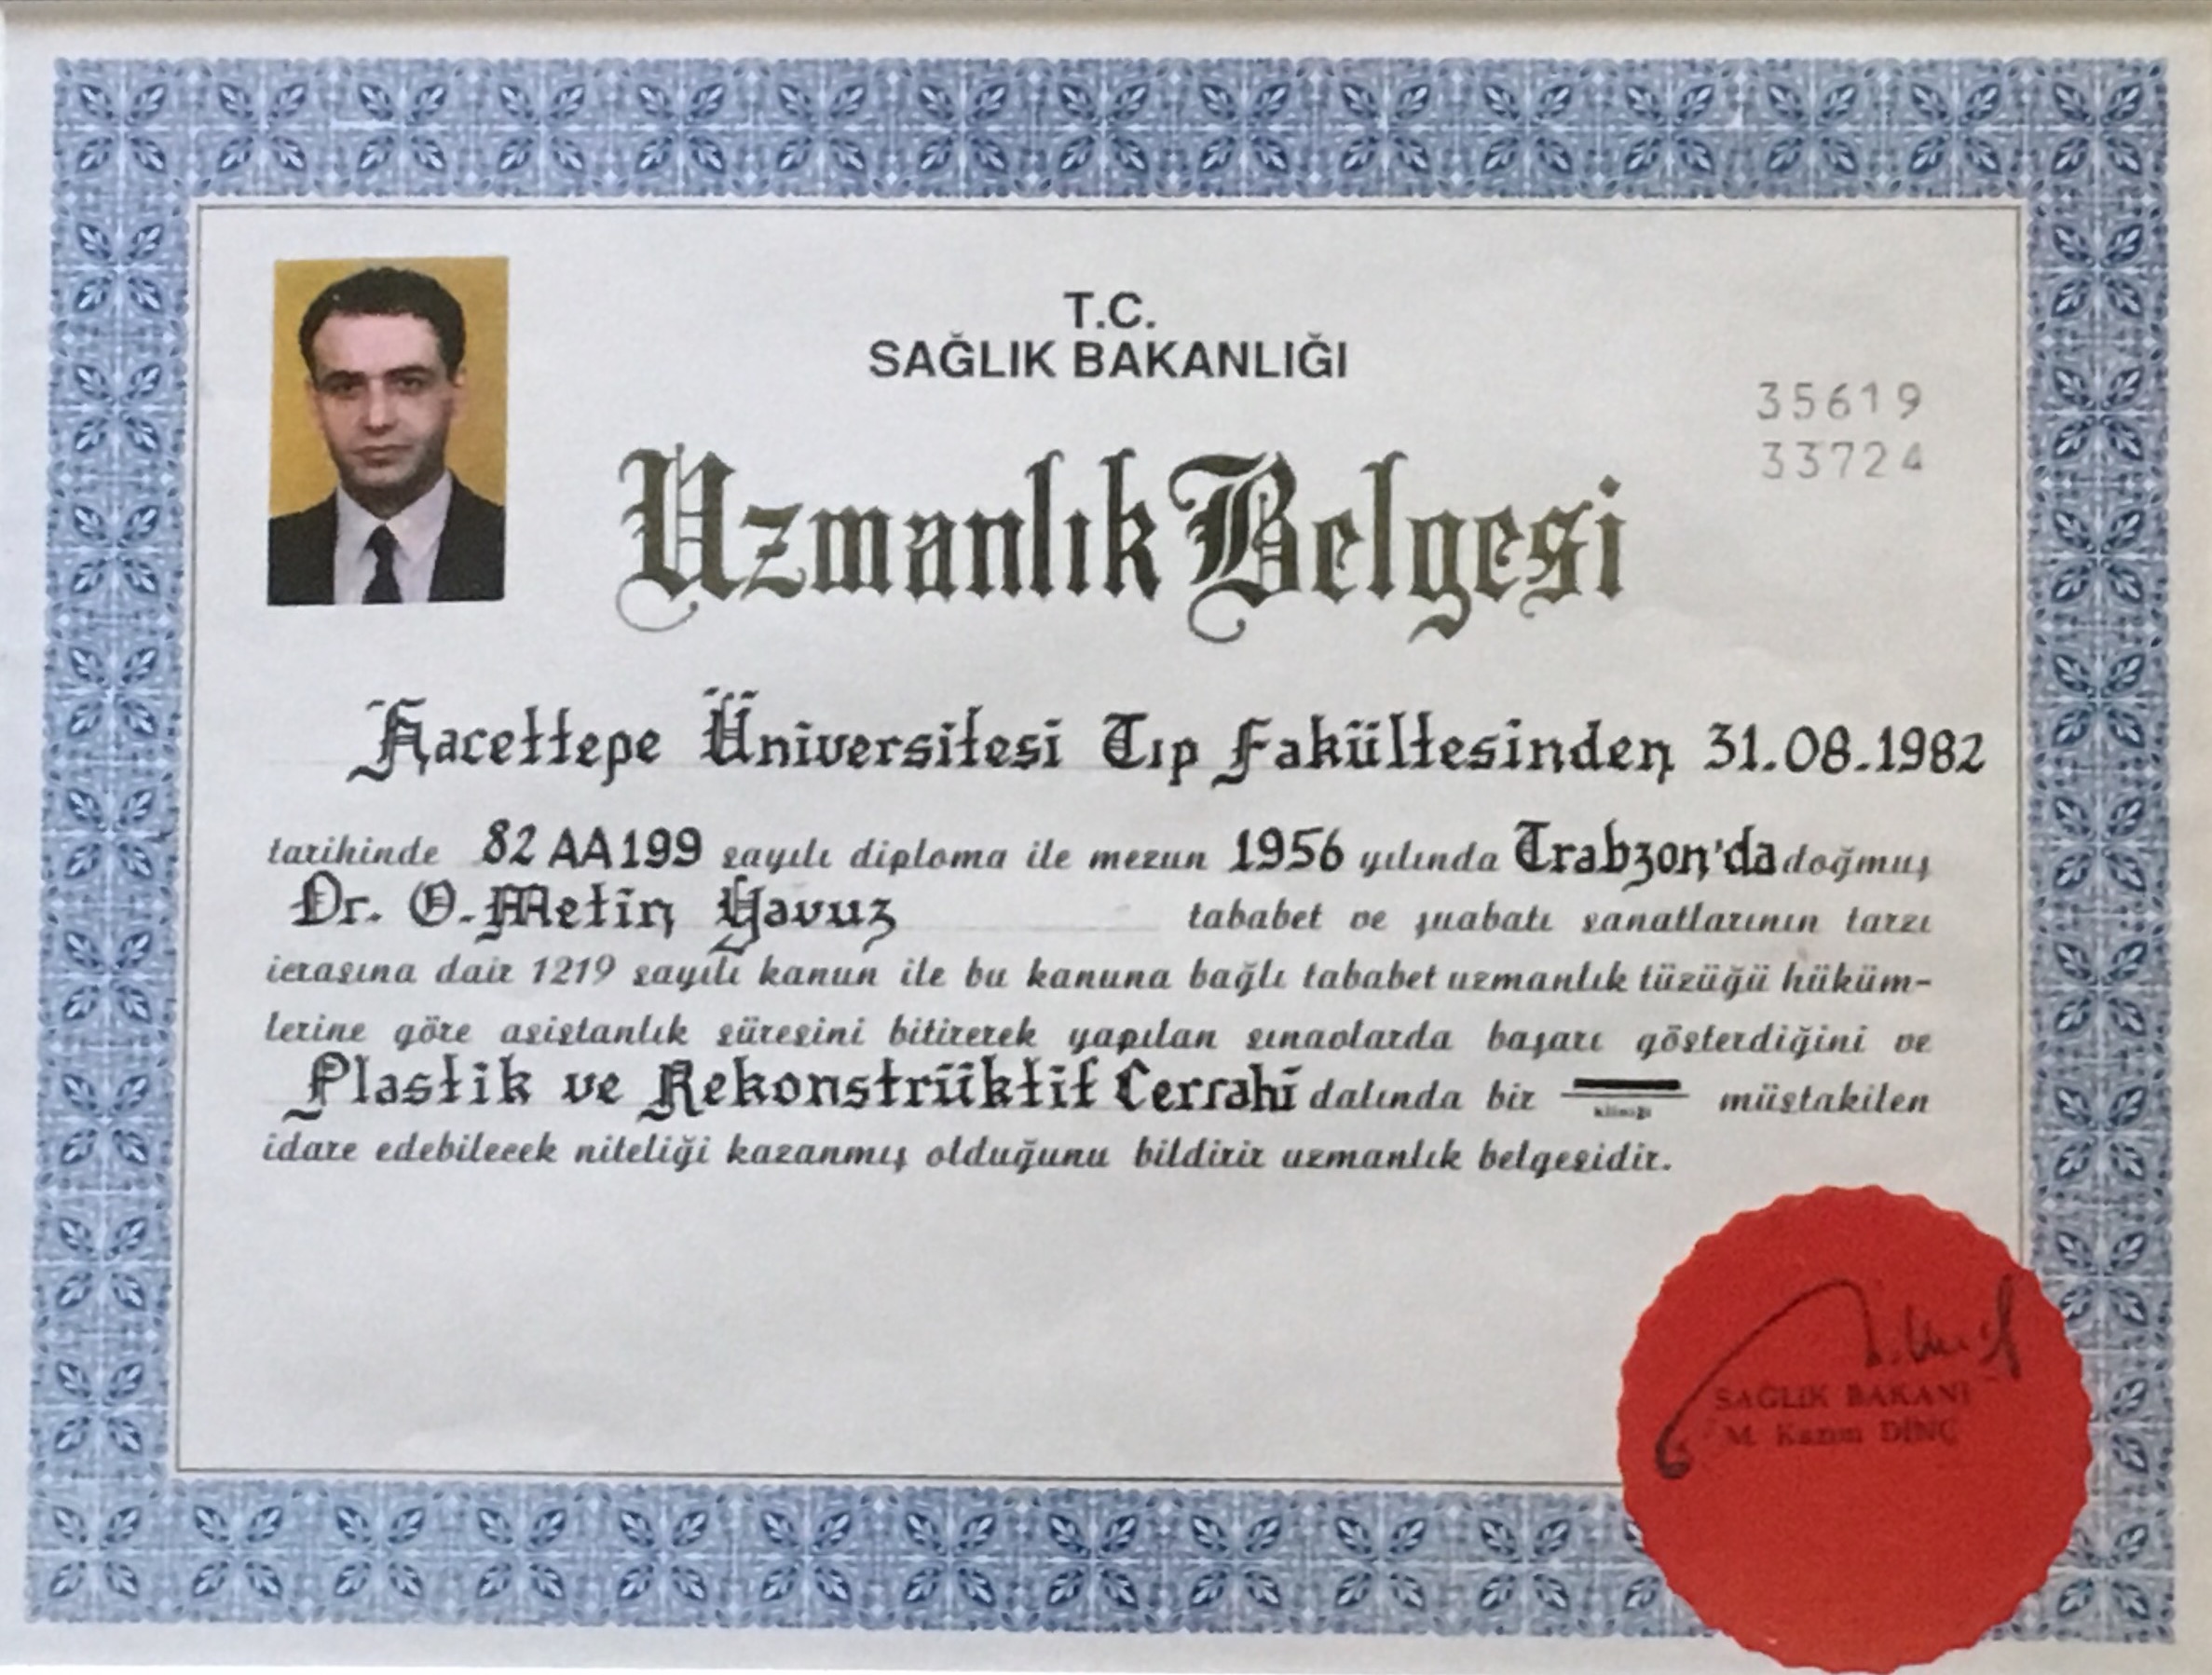 T.C.
SAĞLIK BAKANLIĞI
35619
33724
Uzmanlık Belgesi
Hacettepe Üniversitesi Tıp Fakültesinden 31.08.1982
tarihinde 82 AA 199 sayılı diploma ile mezun 1956 yılında Trabzon'da doğmuş
Dr. O. Metin Yavuz tababet ve şuabatı sanatlarının tarzı
icrasına dair 1219 sayılı kanun ile bu kanuna bağlı tababet uzmanlık tüzüğü hüküm-
lerine göre asistanlık süresini bitirerek yapılan sınavlarda başarı gösterdiğini ve
Plastik ve Rekonstrüktif Cerrahi dalında bir kliniği müstakilen
idare edebilecek niteliği kazanmış olduğunu bildirir uzmanlık belgesidir.
SAĞLIK BAKANI
M. Kazım DİNÇ